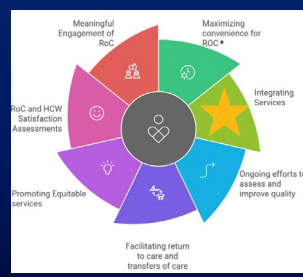 Meaningful
Engagement of
RoC
Maximizing
convenience for
ROC*
Integrating
Services
Ongoing efforts to
assess and
improve quality
Facilitating return
to care and
transfers of care
Promoting Equitable
services
RoC and HCW
Satisfaction
Assessments